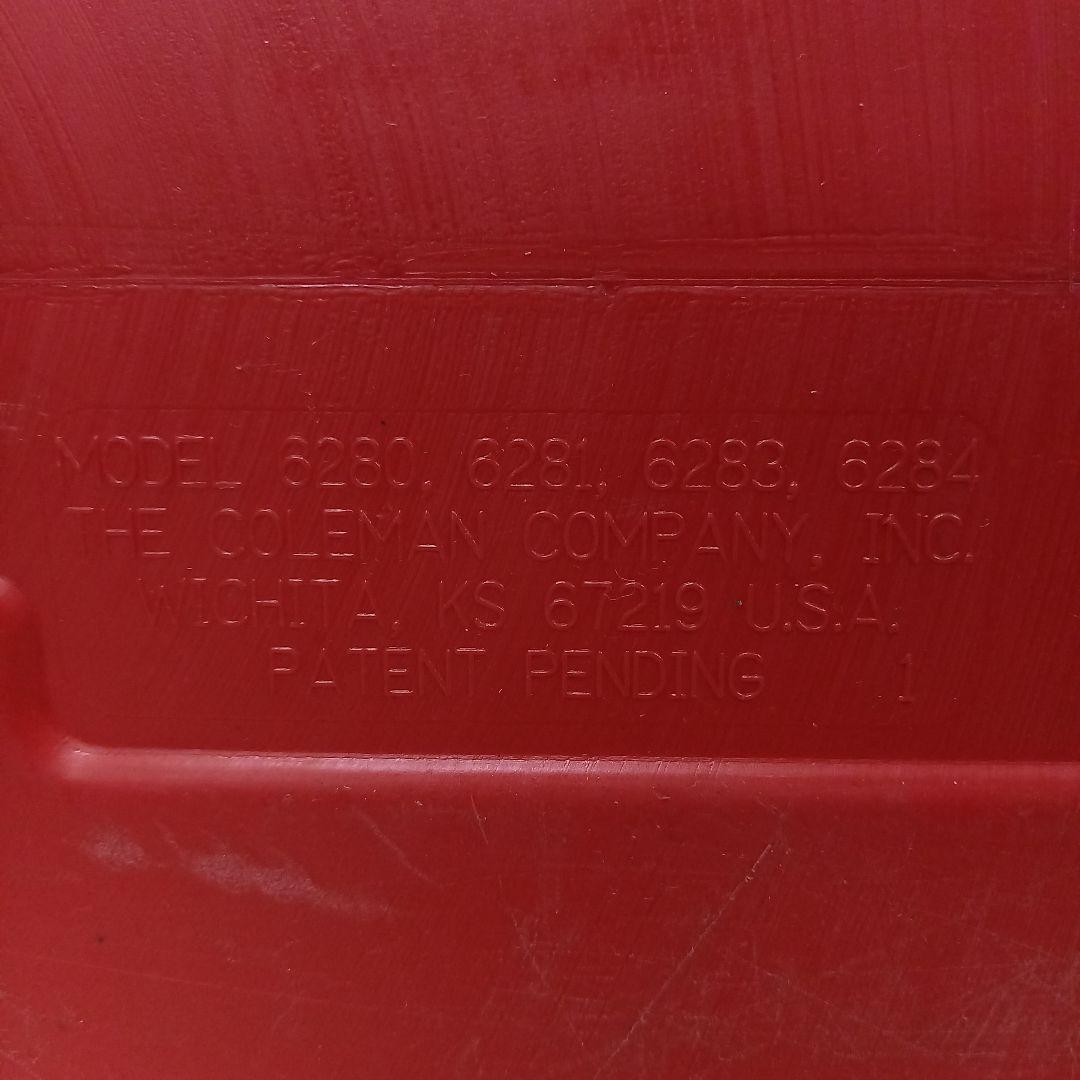 MODEL 6280, 6281, 6283, 6284
THE COLEMAN COMPANY, INC.
WICHITA, KS 67219 U.S.A.
PATENT PENDING 1